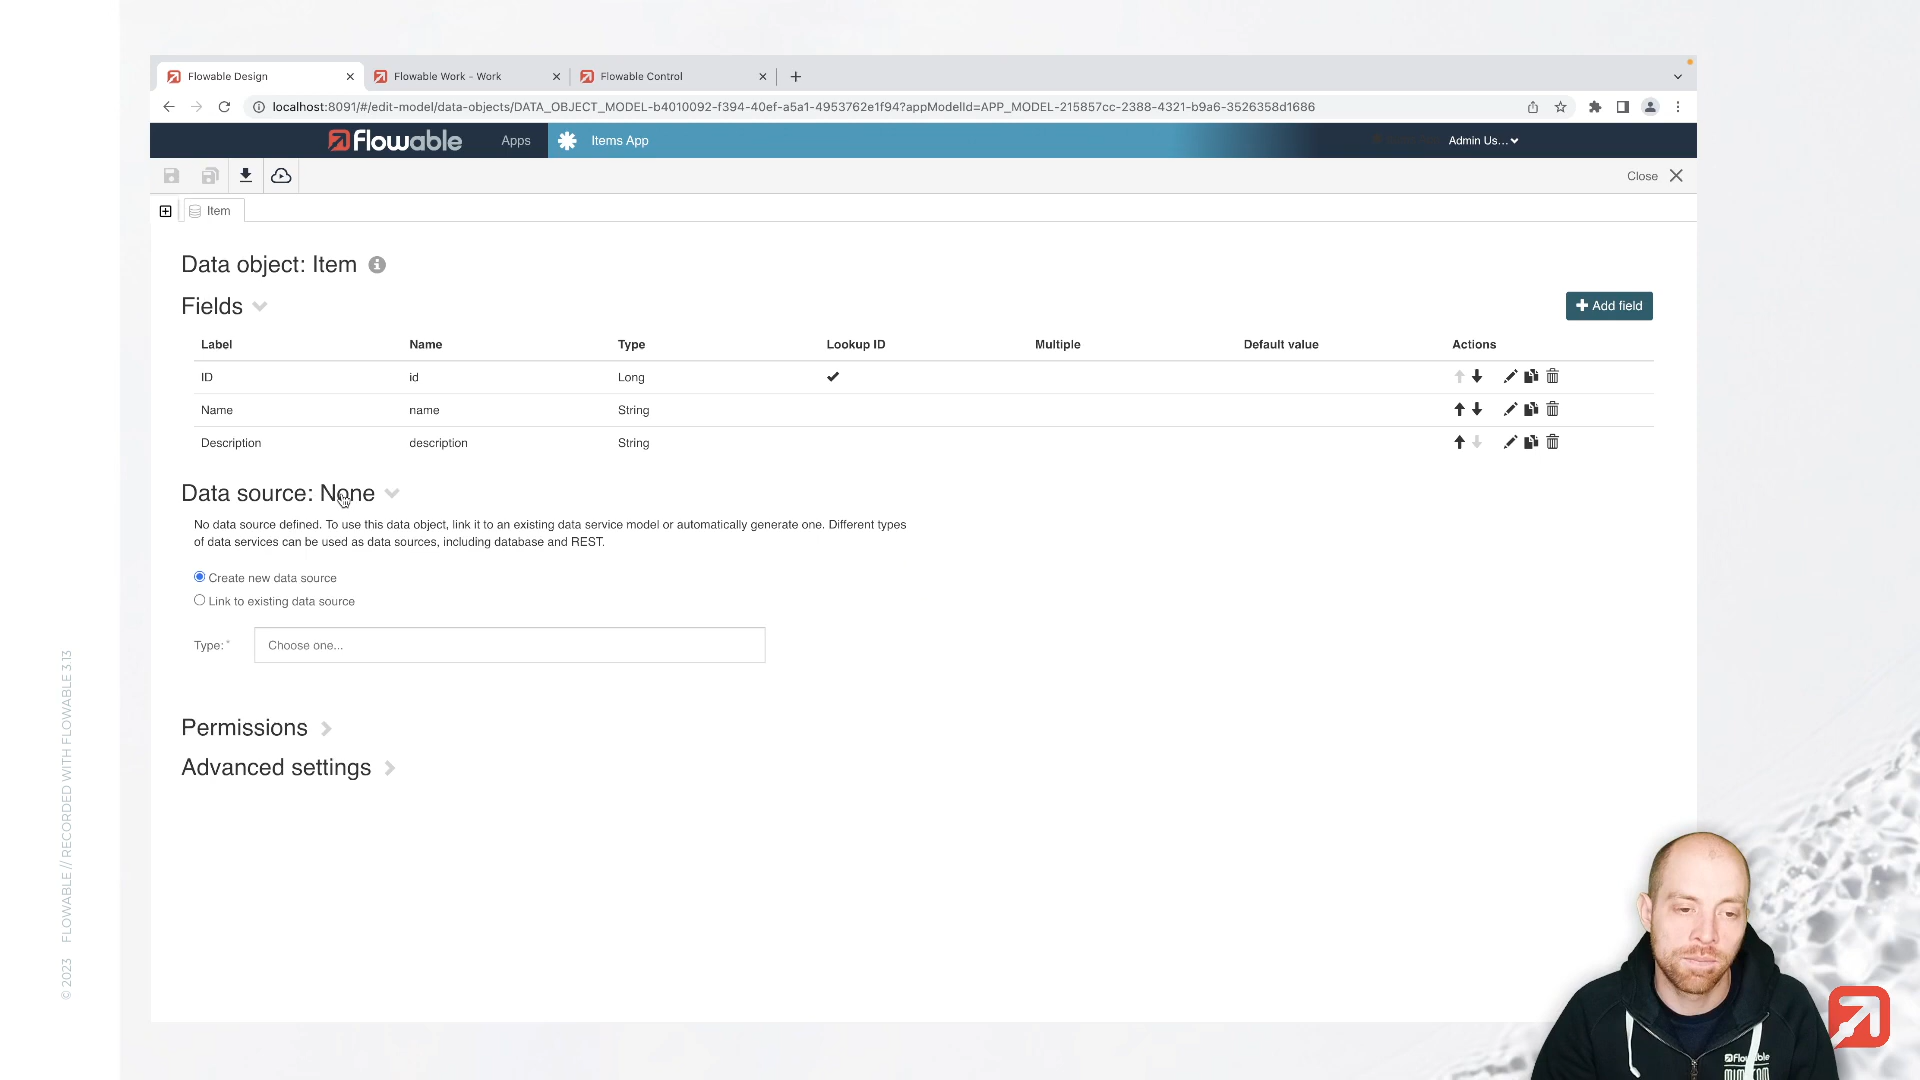 Flowable Design
Flowable Work - Work
Flowable Control
localhost:8091/#/edit-model/data-objects/DATA_OBJECT_MODEL-b4010092-f394-40ef-a5a1-4953762e1f94?appModelId=APP_MODEL-215857cc-2388-4321-b9a6-3526358d1686
Flowable Apps Items App Admin Us...
Close
Item
Data object: Item
Fields
Add field
Label Name Type Lookup ID Multiple Default value Actions
ID id Long
Name name String
Description description String
Data source: None
No data source defined. To use this data object, link it to an existing data service model or automatically generate one. Different types
of data services can be used as data sources, including database and REST.
Create new data source
Link to existing data source
Type:* Choose one...
Permissions
Advanced settings
© 2023 FLOWABLE // RECORDED WITH FLOWABLE 3.13
Flowable